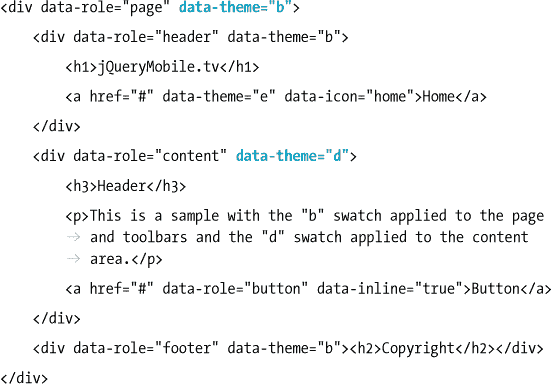 <div data-role="page" data-theme="b">
<div data-role="header" data-theme="b">
<h1>jQueryMobile.tv</h1>
<a href="#" data-theme="e" data-icon="home">Home</a>
</div>
<div data-role="content" data-theme="d">
<h3>Header</h3>
<p>This is a sample with the "b" swatch applied to the page
→ and toolbars and the "d" swatch applied to the content
→ area.</p>
<a href="#" data-role="button" data-inline="true">Button</a>
</div>
<div data-role="footer" data-theme="b"><h2>Copyright</h2></div>
</div>